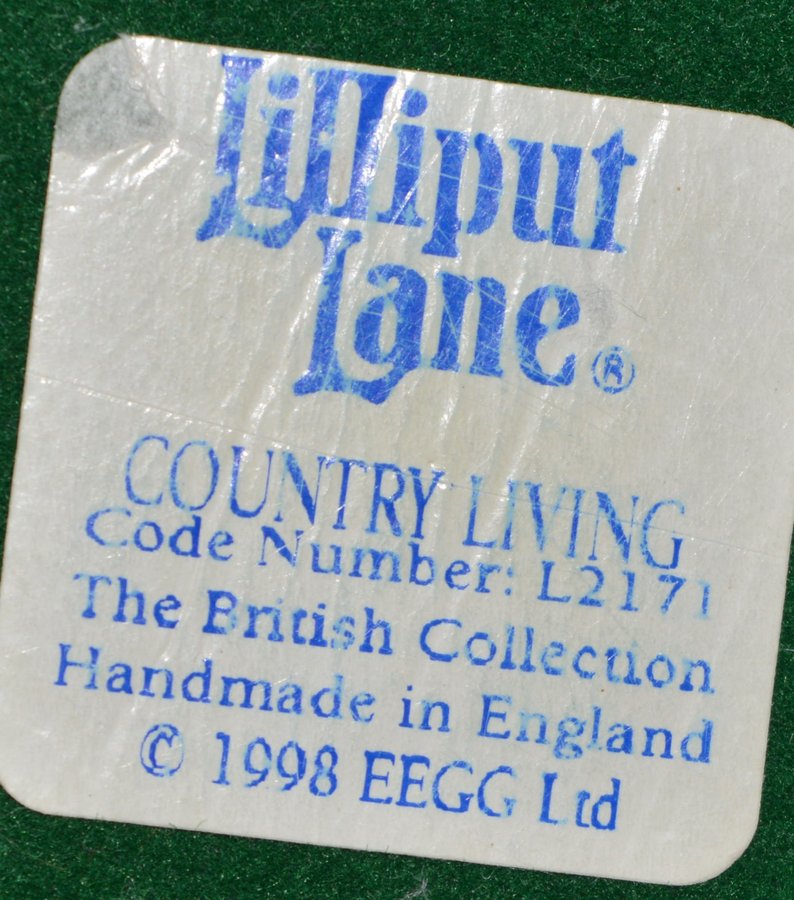 Lilliput
Lane ®
COUNTRY LIVING
Code Number: L2171
The British Collection
Handmade in England
© 1998 EEGG Ltd